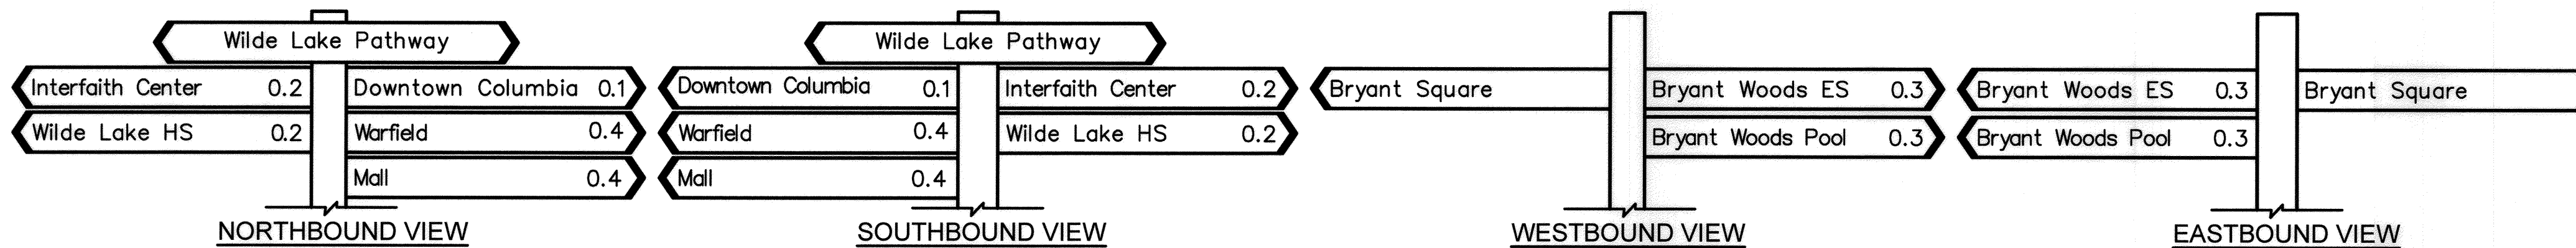 Wilde Lake Pathway
Interfaith Center 0.2
Downtown Columbia 0.1
Wilde Lake HS 0.2
Warfield 0.4
Mall 0.4
NORTHBOUND VIEW
Wilde Lake Pathway
Downtown Columbia 0.1
Interfaith Center 0.2
Warfield 0.4
Wilde Lake HS 0.2
Mall 0.4
SOUTHBOUND VIEW
Bryant Square
Bryant Woods ES 0.3
Bryant Woods Pool 0.3
WESTBOUND VIEW
Bryant Woods ES 0.3
Bryant Square
Bryant Woods Pool 0.3
EASTBOUND VIEW